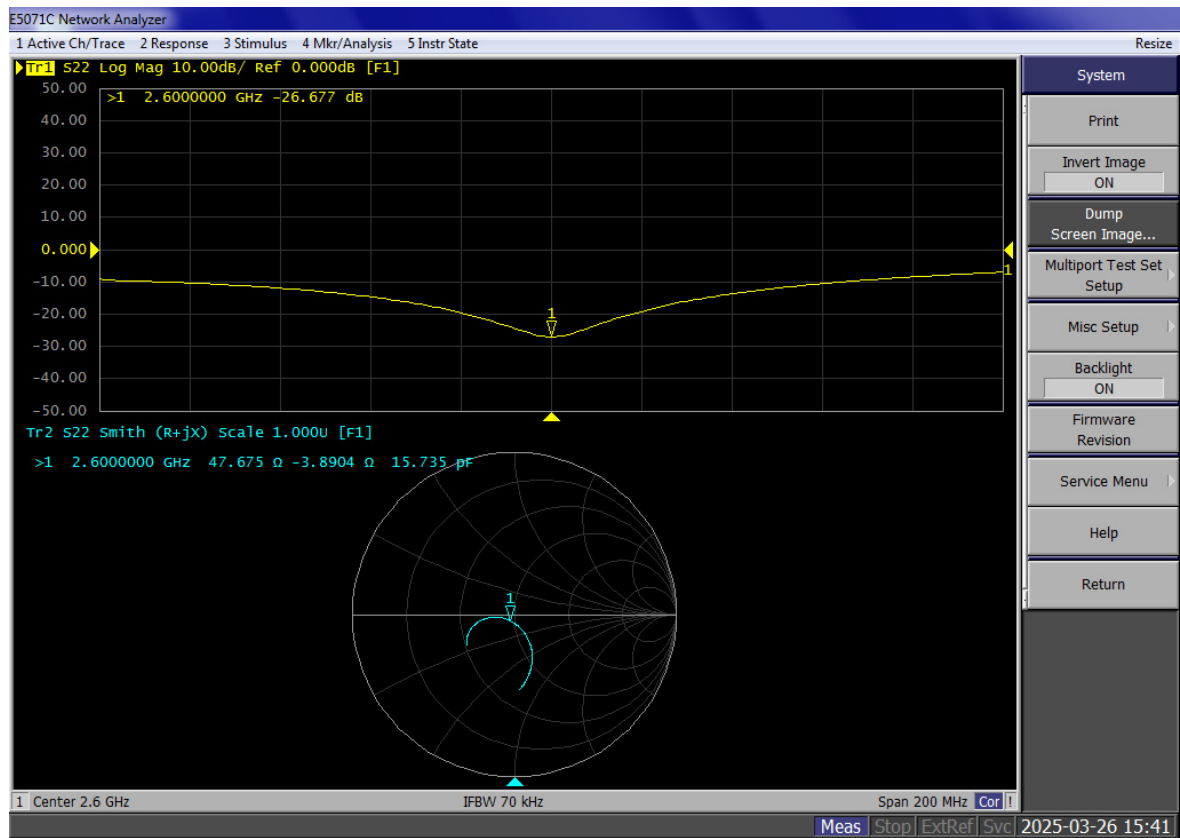 E5071C Network Analyzer
1 Active Ch/Trace 2 Response 3 Stimulus 4 Mkr/Analysis 5 Instr State Resize
Tr1 S22 Log Mag 10.00dB/ Ref 0.000dB [F1]
>1 2.6000000 GHz -26.677 dB
50.00
40.00
30.00
20.00
10.00
0.000
-10.00
-20.00
-30.00
-40.00
-50.00
1
1
Tr2 S22 Smith (R+jX) Scale 1.000U [F1]
>1 2.6000000 GHz 47.675 Ω -3.8904 Ω 15.735 pF
1
1 Center 2.6 GHz IFBW 70 kHz Span 200 MHz Cor !
System
Print
Invert Image
ON
Dump
Screen Image...
Multiport Test Set
Setup
Misc Setup
Backlight
ON
Firmware
Revision
Service Menu
Help
Return
Meas Stop ExtRef Svc 2025-03-26 15:41